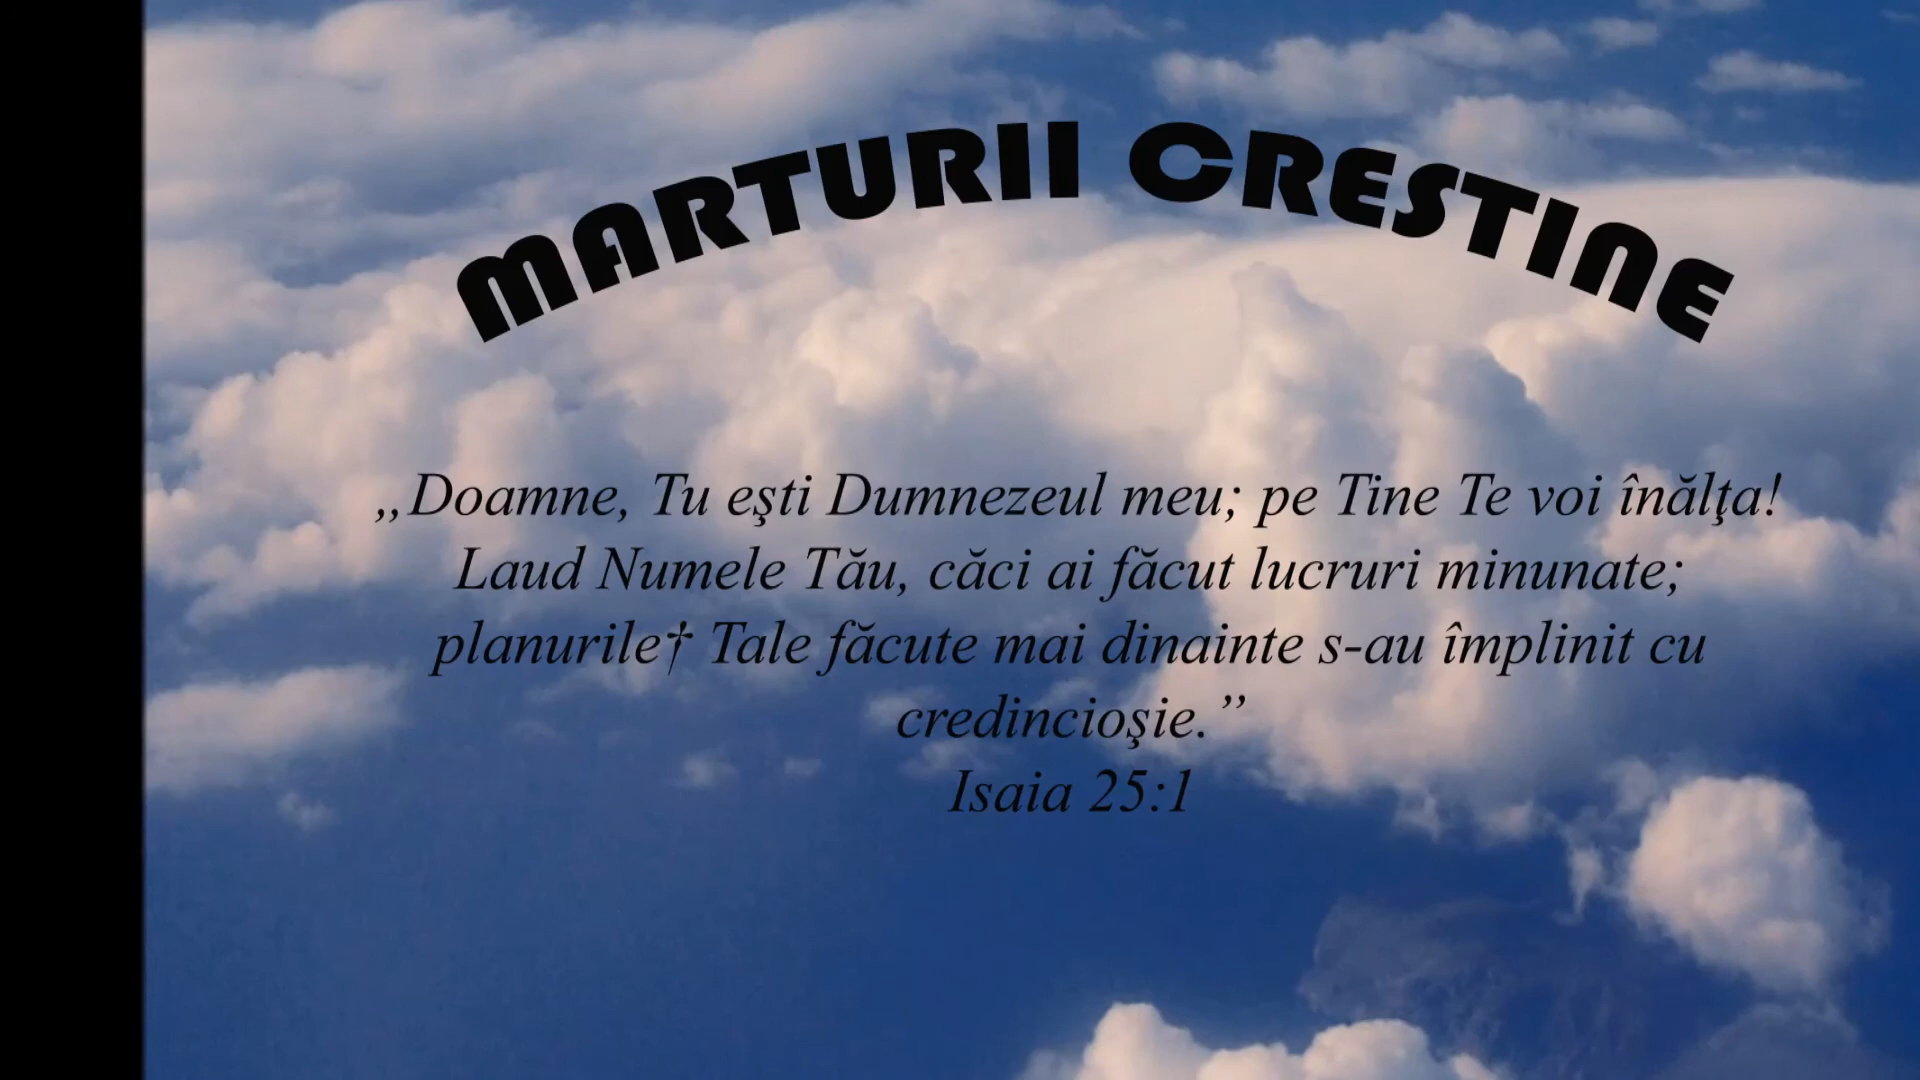 MARTURII CRESTINE
„Doamne, Tu eşti Dumnezeul meu; pe Tine Te voi înălţa!
Laud Numele Tău, căci ai făcut lucruri minunate;
planurile† Tale făcute mai dinainte s-au împlinit cu
credincioşie.”
Isaia 25:1